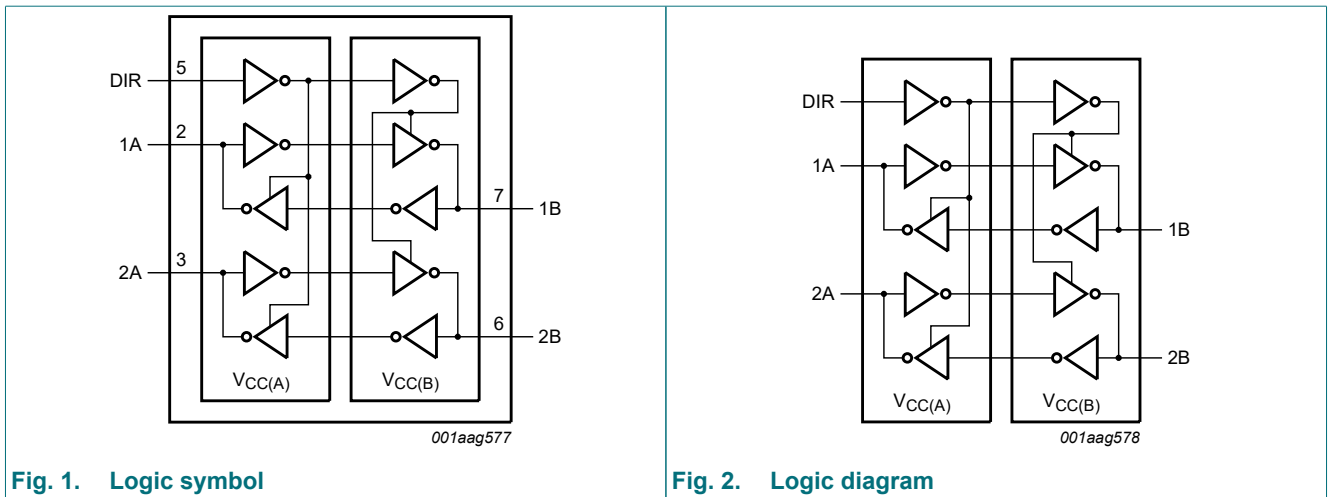 DIR 5
1A 2
7 1B
2A 3
6 2B
VCC(A) VCC(B)
001aag577
Fig. 1. Logic symbol
DIR
1A
1B
2A
2B
VCC(A) VCC(B)
001aag578
Fig. 2. Logic diagram